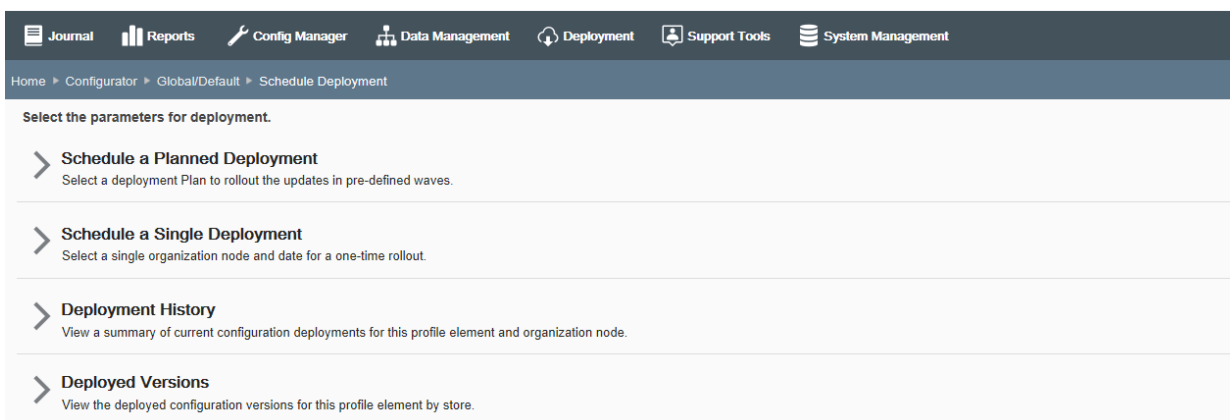 Journal Reports Config Manager Data Management Deployment Support Tools System Management
Home Configurator Global/Default Schedule Deployment
Select the parameters for deployment.
Schedule a Planned Deployment
Select a deployment Plan to rollout the updates in pre-defined waves.
Schedule a Single Deployment
Select a single organization node and date for a one-time rollout.
Deployment History
View a summary of current configuration deployments for this profile element and organization node.
Deployed Versions
View the deployed configuration versions for this profile element by store.